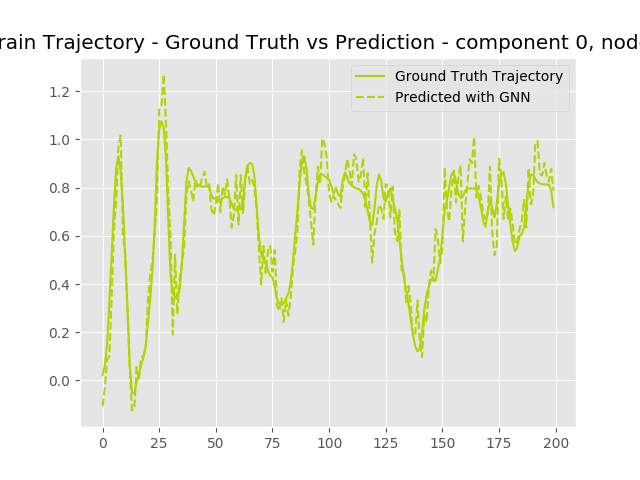 rain Trajectory - Ground Truth vs Prediction - component 0, nod
Ground Truth Trajectory
Predicted with GNN
1.2
1.0
0.8
0.6
0.4
0.2
0.0
0 25 50 75 100 125 150 175 200